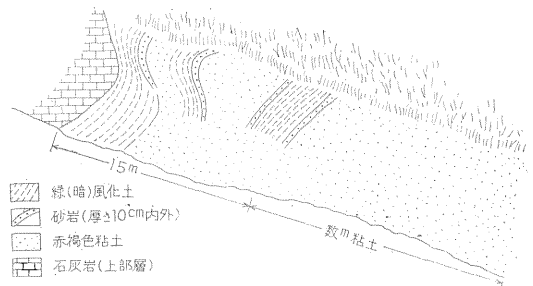 15m
数m粘土
緑(暗)風化土
砂岩(厚さ10cm内外)
赤褐色粘土
石灰岩(上部層)